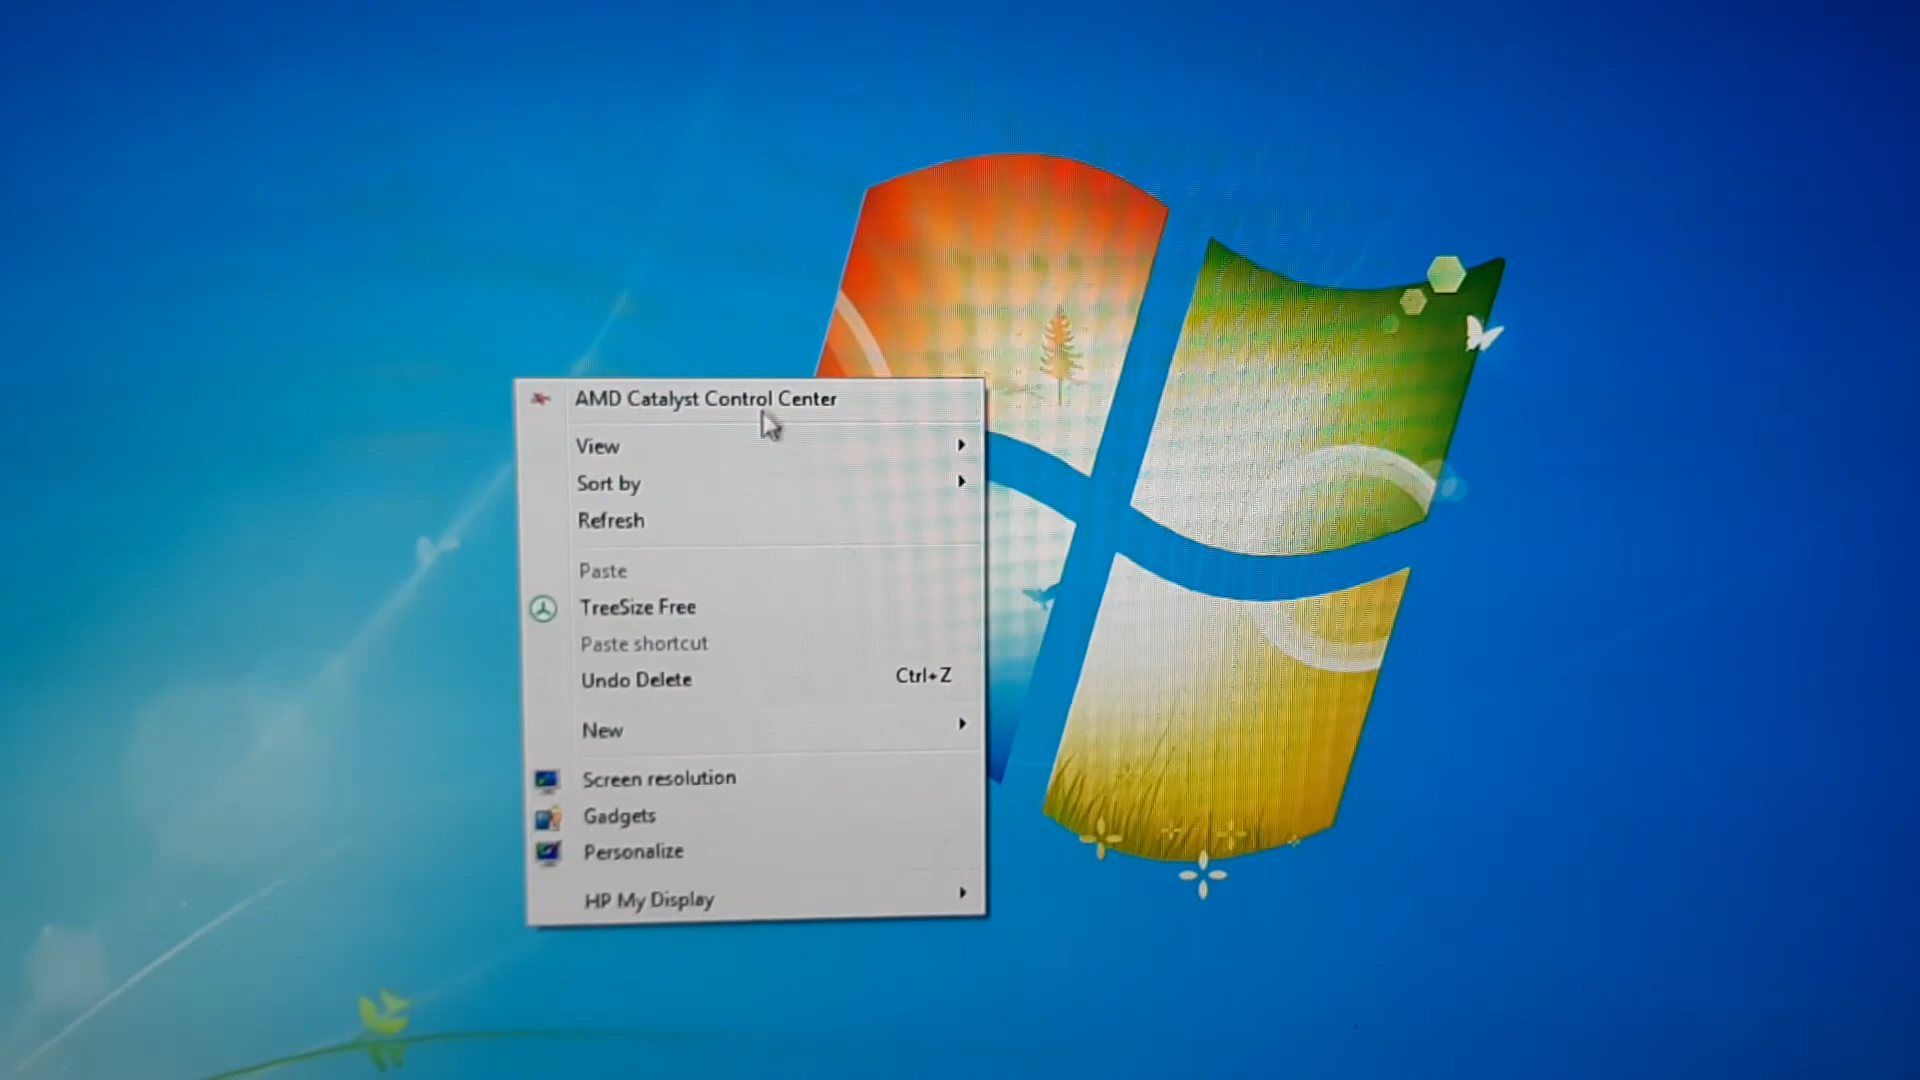 AMD Catalyst Control Center
View
Sort by
Refresh
Paste
TreeSize Free
Paste shortcut
Undo Delete Ctrl+Z
New
Screen resolution
Gadgets
Personalize
HP My Display